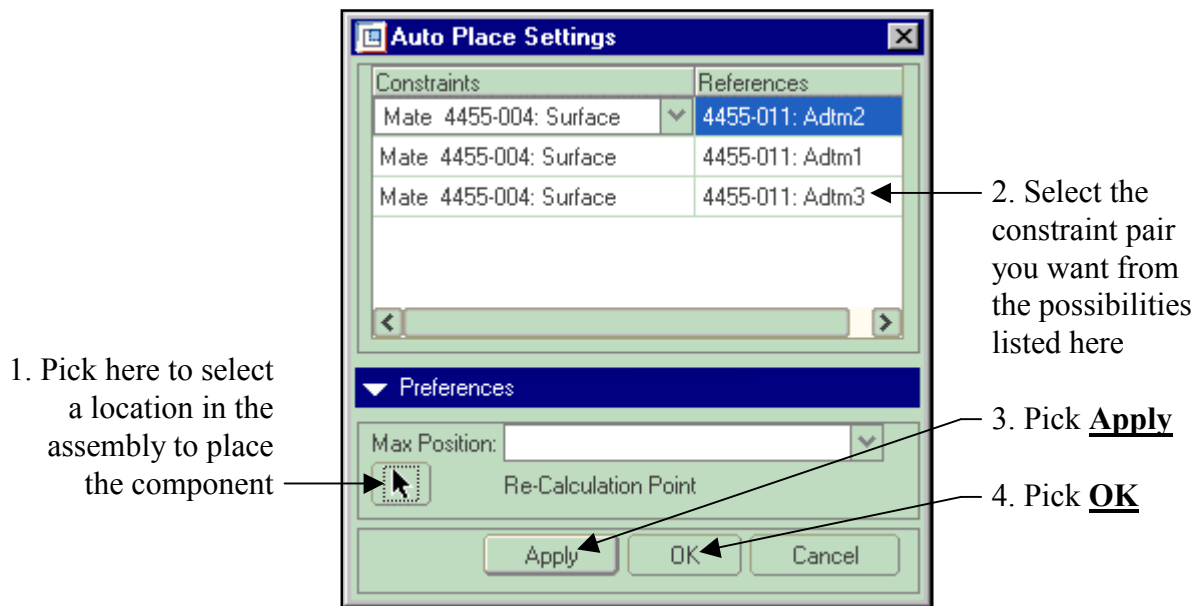 Auto Place Settings
Constraints References
Mate 4455-004: Surface 4455-011: Adtm2
Mate 4455-004: Surface 4455-011: Adtm1
Mate 4455-004: Surface 4455-011: Adtm3
2. Select the
constraint pair
you want from
the possibilities
listed here
1. Pick here to select
a location in the
assembly to place
the component
Preferences
Max Position:
Re-Calculation Point
3. Pick Apply
4. Pick OK
Apply OK Cancel